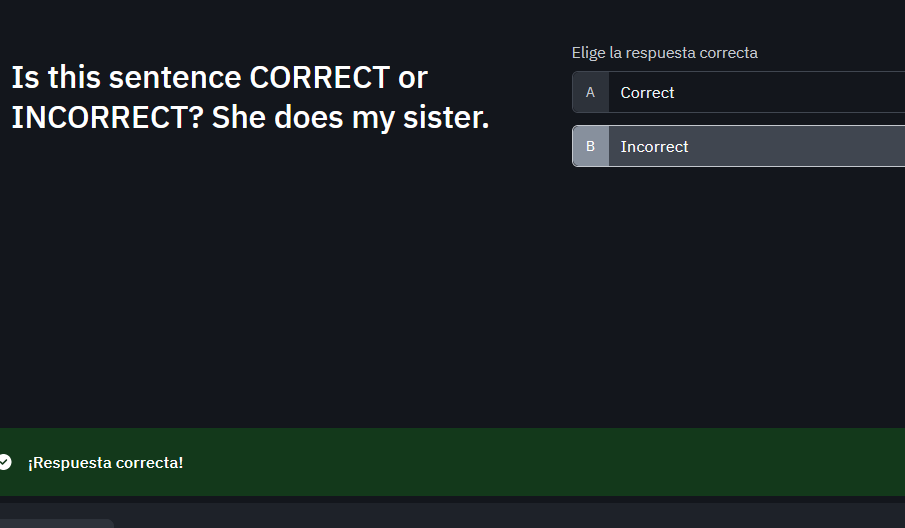 Is this sentence CORRECT or
INCORRECT? She does my sister.
Elige la respuesta correcta
A Correct
B Incorrect
¡Respuesta correcta!